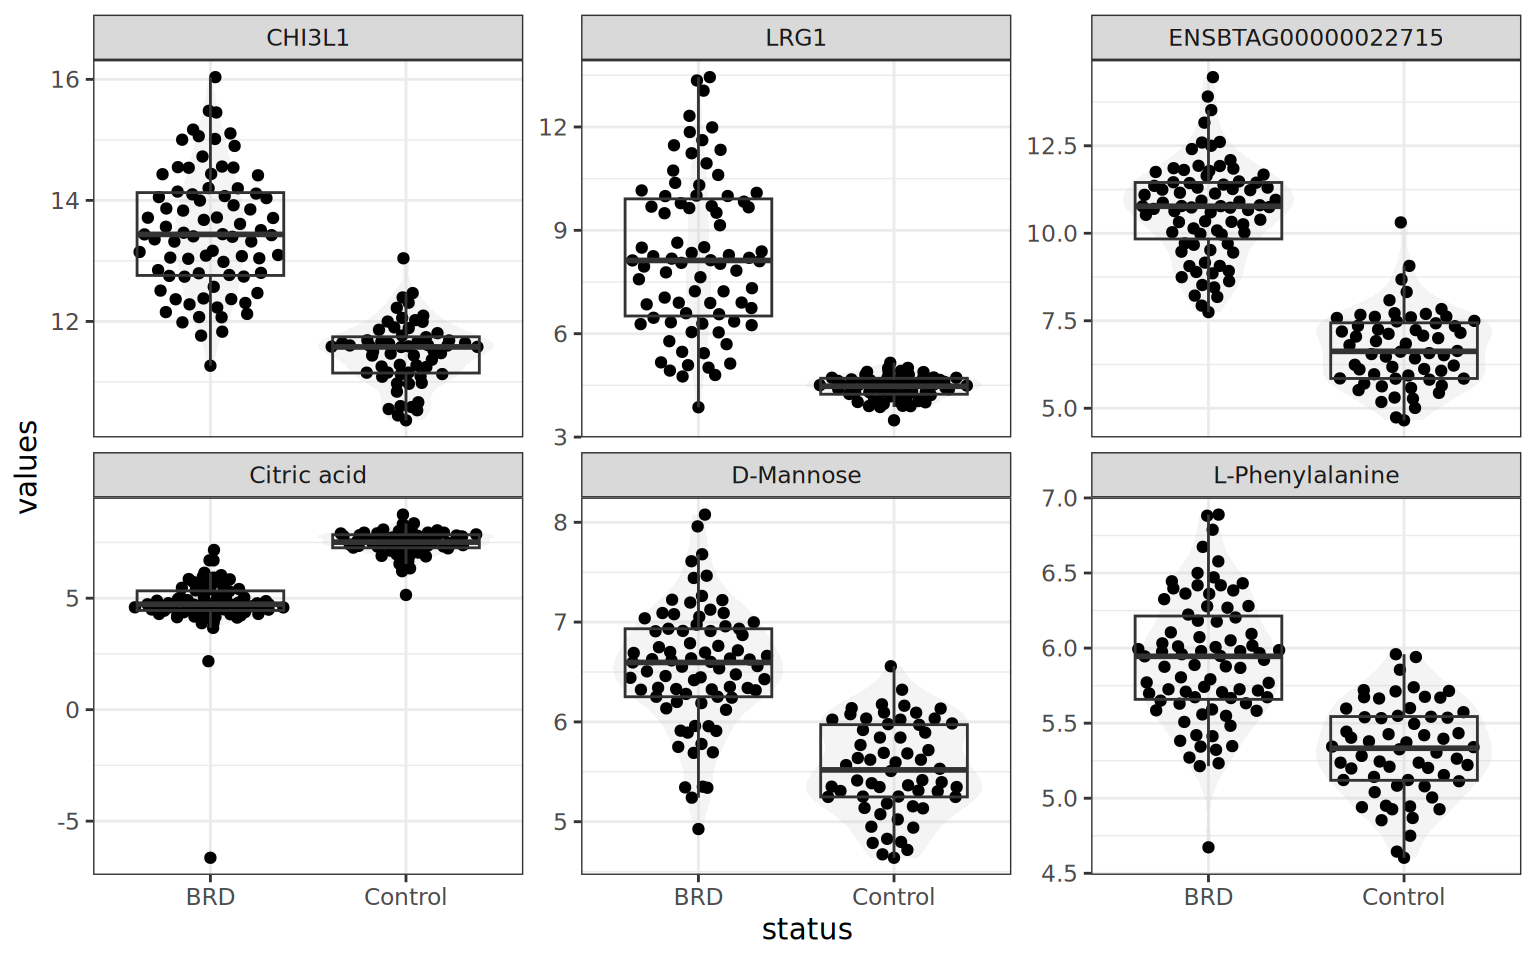 CHI3L1
LRG1
ENSBTAG00000022715
16
14
12
12
9
6
3
12.5
10.0
7.5
5.0
values
Citric acid
D-Mannose
L-Phenylalanine
5
0
-5
8
7
6
5
7.0
6.5
6.0
5.5
5.0
4.5
BRD
Control
BRD
Control
BRD
Control
status